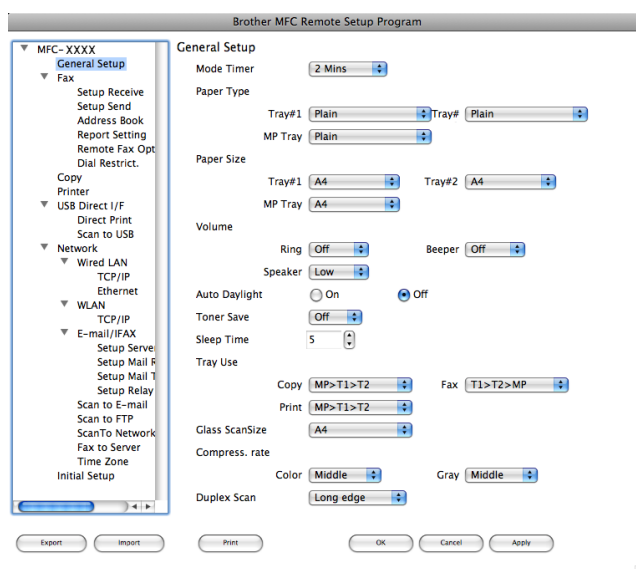 Brother MFC Remote Setup Program
MFC-XXXX
General Setup
Fax
Setup Receive
Setup Send
Address Book
Report Setting
Remote Fax Opt
Dial Restrict.
Copy
Printer
USB Direct I/F
Direct Print
Scan to USB
Network
Wired LAN
TCP/IP
Ethernet
WLAN
TCP/IP
E-mail/IFAX
Setup Server
Setup Mail R
Setup Mail T
Setup Relay
Scan to E-mail
Scan to FTP
ScanTo Network
Fax to Server
Time Zone
Initial Setup
General Setup
Mode Timer 2 Mins
Paper Type
Tray#1 Plain Tray# Plain
MP Tray Plain
Paper Size
Tray#1 A4 Tray#2 A4
MP Tray A4
Volume
Ring Off Beeper Off
Speaker Low
Auto Daylight On Off
Toner Save Off
Sleep Time 5
Tray Use
Copy MP>T1>T2 Fax T1>T2>MP
Print MP>T1>T2
Glass ScanSize A4
Compress. rate
Color Middle Gray Middle
Duplex Scan Long edge
Export Import Print OK Cancel Apply